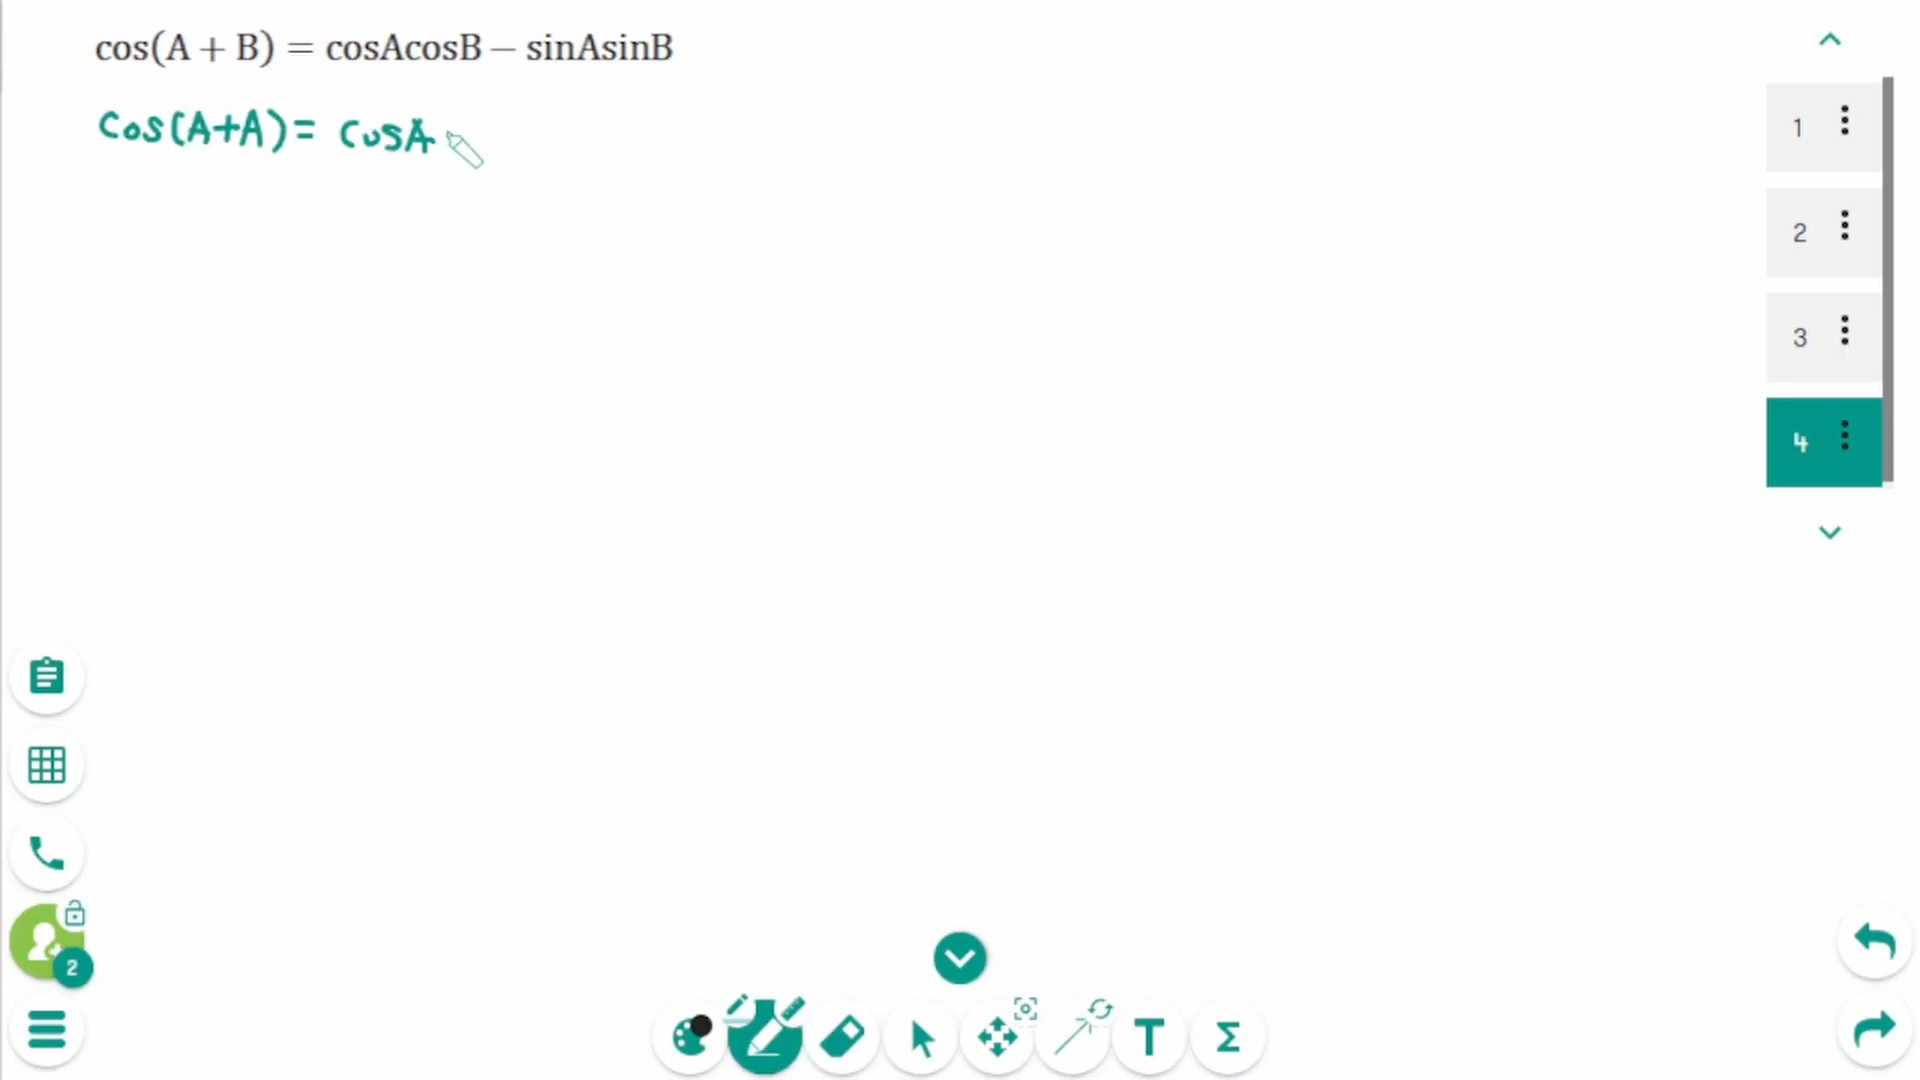 cos(A + B) = cosAcosB − sinAsinB
cos(A+A) = cosA
1
2
3
4
2
T
Σ